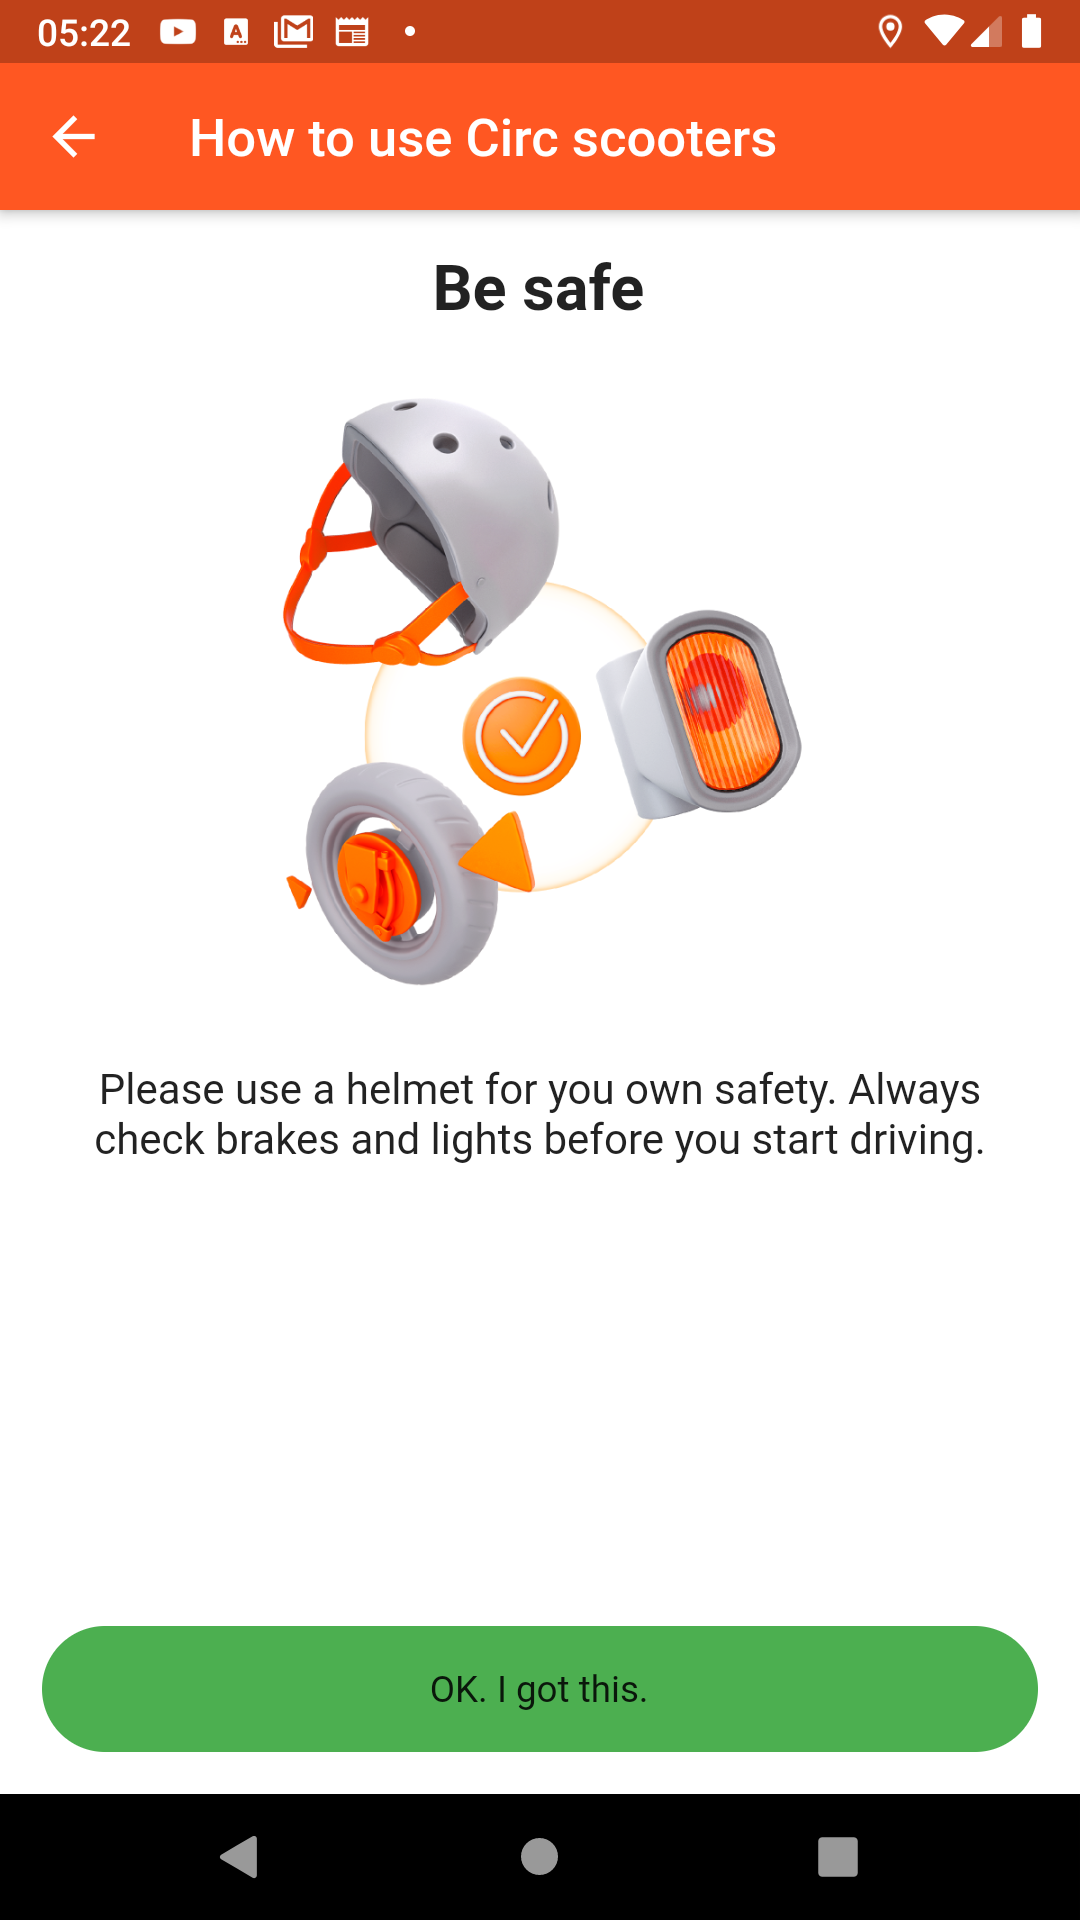 05:22
How to use Circ scooters
Be safe
Please use a helmet for you own safety. Always
check brakes and lights before you start driving.
OK. I got this.